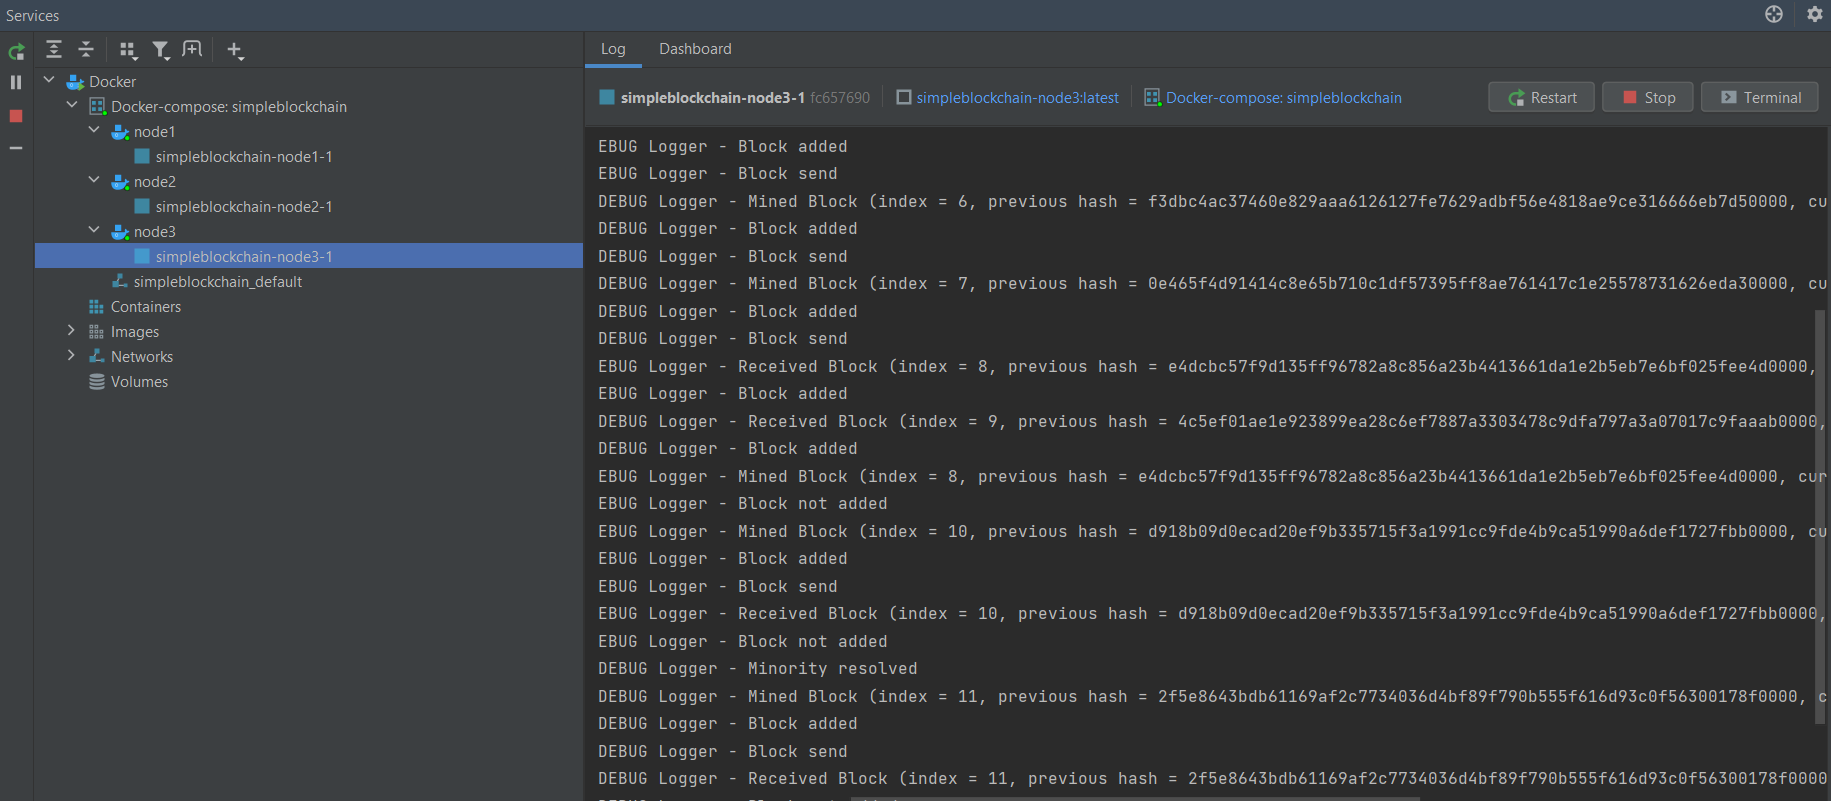 Services
Docker
Docker-compose: simpleblockchain
node1
simpleblockchain-node1-1
node2
simpleblockchain-node2-1
node3
simpleblockchain-node3-1
simpleblockchain_default
Containers
Images
Networks
Volumes
Log Dashboard
simpleblockchain-node3-1 fc657690 simpleblockchain-node3:latest Docker-compose: simpleblockchain Restart Stop Terminal
EBUG Logger - Block added
EBUG Logger - Block send
DEBUG Logger - Mined Block (index = 6, previous hash = f3dbc4ac37460e829aaa6126127fe7629adbf56e4818ae9ce316666eb7d50000, cu
DEBUG Logger - Block added
DEBUG Logger - Block send
DEBUG Logger - Mined Block (index = 7, previous hash = 0e465f4d91414c8e65b710c1df57395ff8ae761417c1e25578731626eda30000, cu
DEBUG Logger - Block added
DEBUG Logger - Block send
EBUG Logger - Received Block (index = 8, previous hash = e4dcbc57f9d135ff96782a8c856a23b4413661da1e2b5eb7e6bf025fee4d0000,
EBUG Logger - Block added
DEBUG Logger - Received Block (index = 9, previous hash = 4c5ef01ae1e923899ea28c6ef7887a3303478c9dfa797a3a07017c9faaab0000,
DEBUG Logger - Block added
EBUG Logger - Mined Block (index = 8, previous hash = e4dcbc57f9d135ff96782a8c856a23b4413661da1e2b5eb7e6bf025fee4d0000, cur
EBUG Logger - Block not added
EBUG Logger - Mined Block (index = 10, previous hash = d918b09d0ecad20ef9b335715f3a1991cc9fde4b9ca51990a6def1727fbb0000, cu
EBUG Logger - Block added
EBUG Logger - Block send
EBUG Logger - Received Block (index = 10, previous hash = d918b09d0ecad20ef9b335715f3a1991cc9fde4b9ca51990a6def1727fbb0000,
EBUG Logger - Block not added
DEBUG Logger - Minority resolved
DEBUG Logger - Mined Block (index = 11, previous hash = 2f5e8643bdb61169af2c7734036d4bf89f790b555f616d93c0f56300178f0000, c
DEBUG Logger - Block added
DEBUG Logger - Block send
DEBUG Logger - Received Block (index = 11, previous hash = 2f5e8643bdb61169af2c7734036d4bf89f790b555f616d93c0f56300178f0000